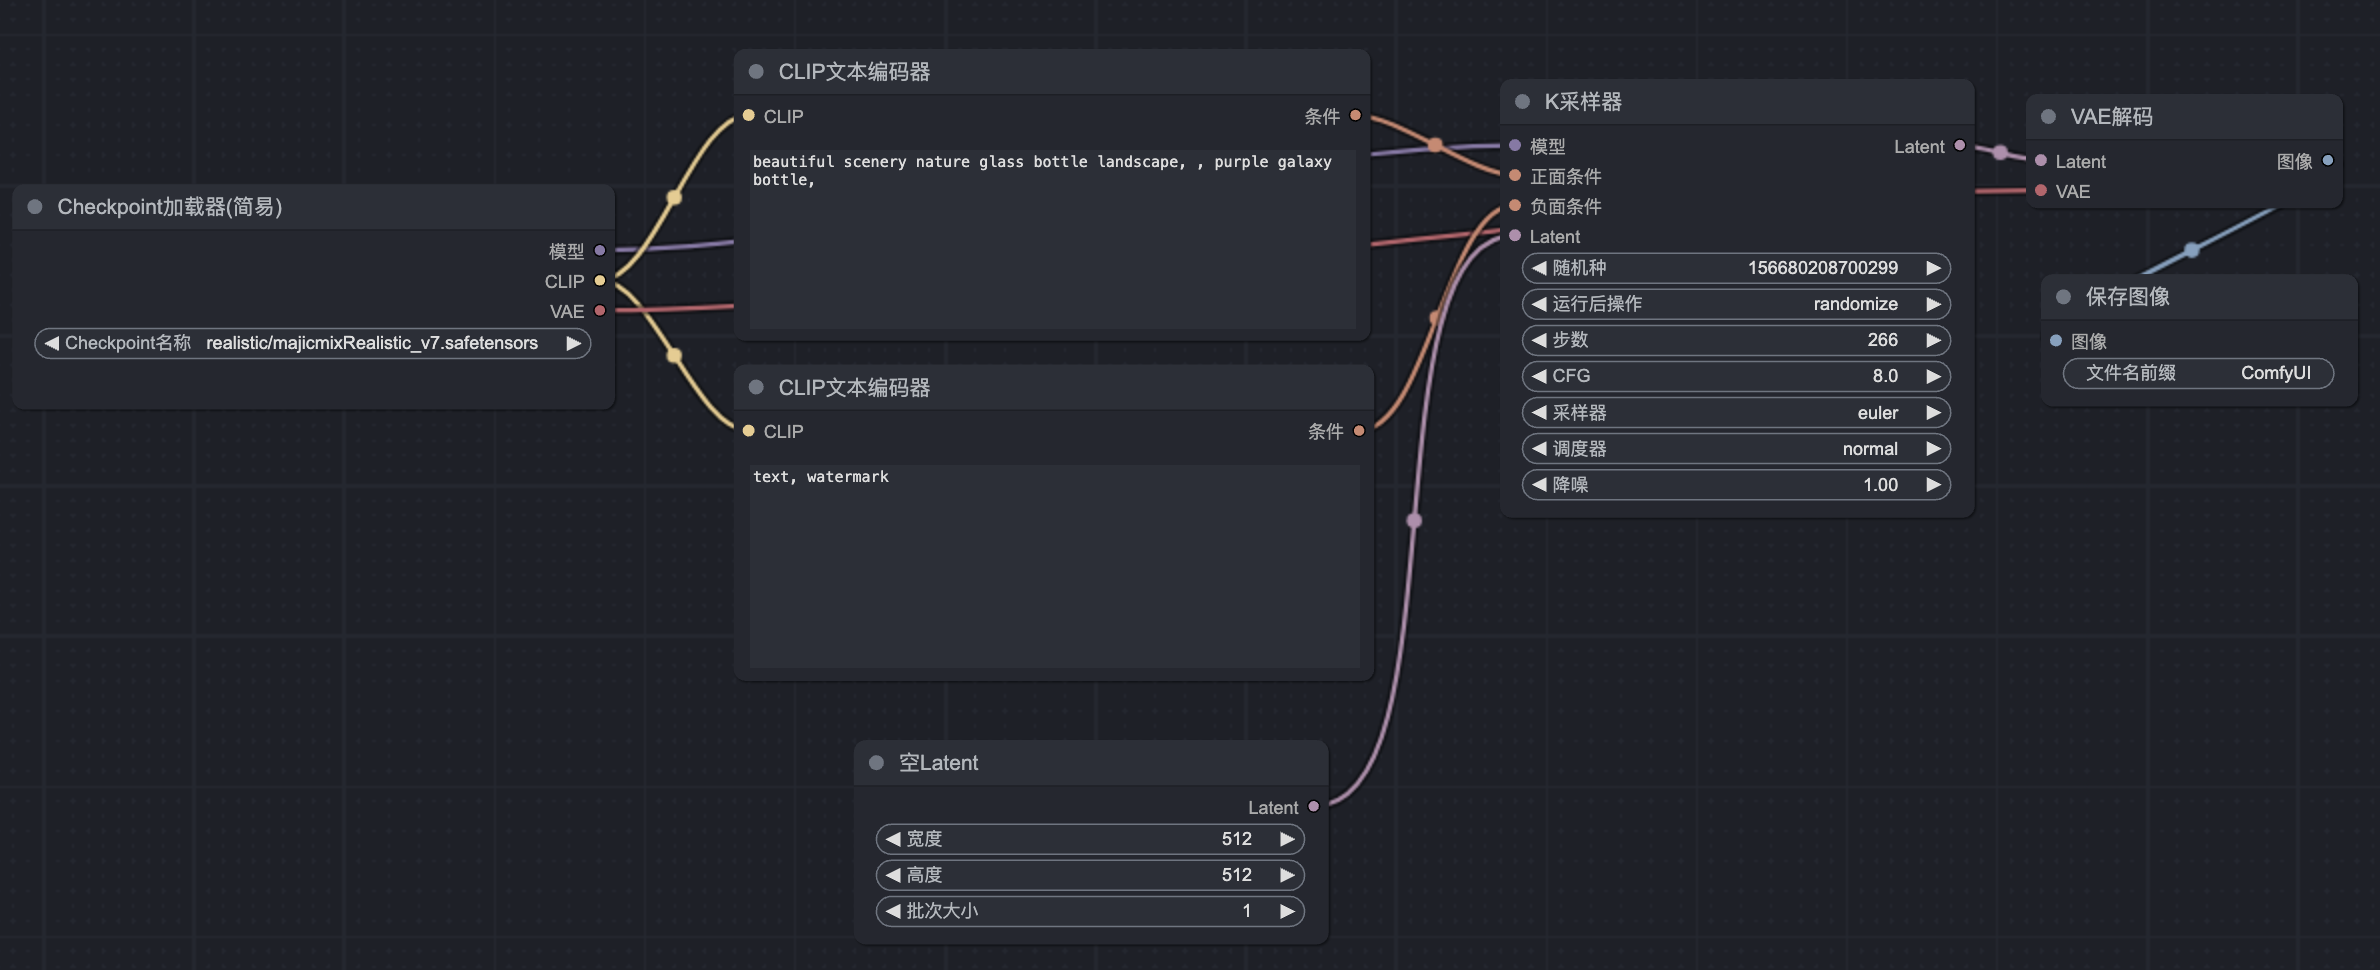 Checkpoint加载器(简易)
模型
CLIP
VAE
Checkpoint名称 realistic/majicmixRealistic_v7.safetensors
CLIP文本编码器
CLIP 条件
beautiful scenery nature glass bottle landscape, , purple galaxy
bottle,
CLIP文本编码器
CLIP 条件
text, watermark
空Latent
Latent
宽度 512
高度 512
批次大小 1
K采样器
模型 Latent
正面条件
负面条件
Latent
随机种 156680208700299
运行后操作 randomize
步数 266
CFG 8.0
采样器 euler
调度器 normal
降噪 1.00
VAE解码
Latent 图像
VAE
保存图像
图像
文件名前缀 ComfyUI